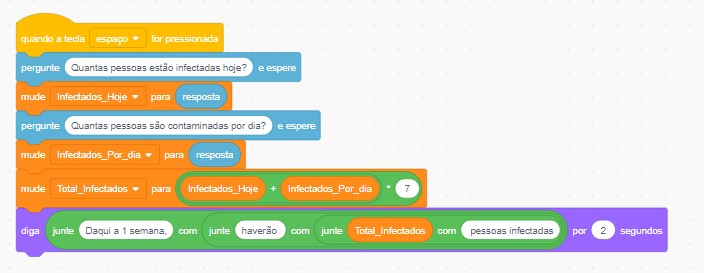 quando a tecla espaço for pressionada
pergunte Quantas pessoas estão infectadas hoje? e espere
mude Infectados_Hoje para resposta
pergunte Quantas pessoas são contaminadas por dia? e espere
mude Infectados_Por_dia para resposta
mude Total_Infectados para Infectados_Hoje + Infectados_Por_dia * 7
diga junte Daqui a 1 semana, com junte haverão com junte Total_Infectados com pessoas infectadas por 2 segundos